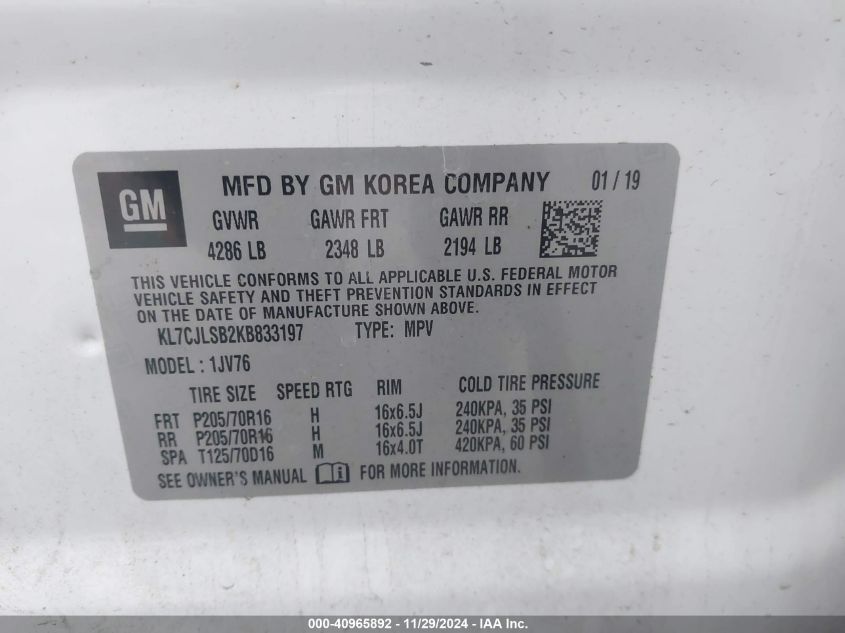 GM
MFD BY GM KOREA COMPANY 01 / 19
GVWR GAWR FRT GAWR RR
4286 LB 2348 LB 2194 LB
THIS VEHICLE CONFORMS TO ALL APPLICABLE U.S. FEDERAL MOTOR
VEHICLE SAFETY AND THEFT PREVENTION STANDARDS IN EFFECT
ON THE DATE OF MANUFACTURE SHOWN ABOVE.
KL7CJLSB2KB833197 TYPE: MPV
MODEL : 1JV76
TIRE SIZE SPEED RTG RIM COLD TIRE PRESSURE
FRT P205/70R16 H 16x6.5J 240KPA, 35 PSI
RR P205/70R16 H 16x6.5J 240KPA, 35 PSI
SPA T125/70D16 M 16x4.0T 420KPA, 60 PSI
SEE OWNER'S MANUAL FOR MORE INFORMATION.
000-40965892 - 11/29/2024 - IAA Inc.